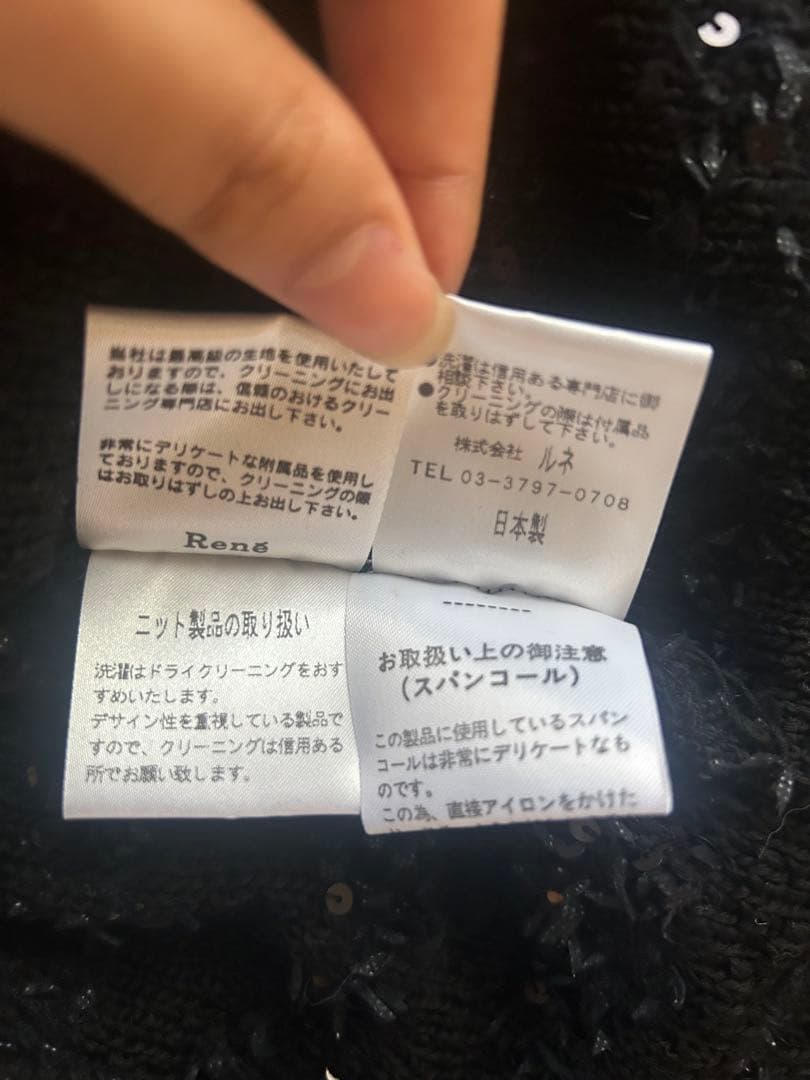 当社は最高級の生地を使用いたして
おりますので、クリーニングにお出
しになる際は、信頼のおけるクリー
ニング専門店にお出し下さい。
非常にデリケートな附属品を使用し
ておりますので、クリーニングの際
はお取りはずしの上お出し下さい。
René
●洗濯は信用ある専門店に御
相談下さい。
●クリーニングの際は付属品
を取りはずして下さい。
株式会社 ルネ
TEL 03-3797-0708
日本製
ニット製品の取り扱い
洗濯はドライクリーニングをおす
すめいたします。
デザイン性を重視している製品で
すので、クリーニングは信用ある
所でお願い致します。
お取扱い上の御注意
(スパンコール)
この製品に使用しているスパン
コールは非常にデリケートなも
のです。
この為、直接アイロンをかけた